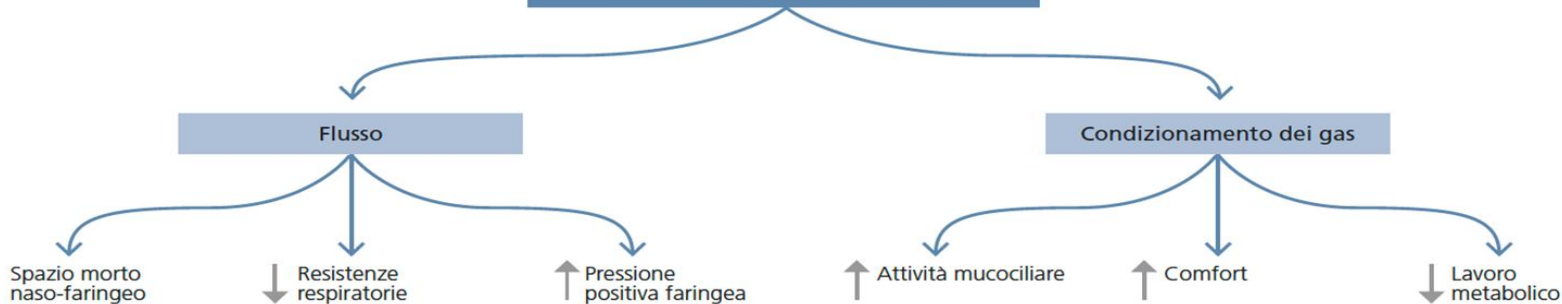 Flusso
Condizionamento dei gas
Spazio morto
naso-faringeo
Resistenze
respiratorie
Pressione
positiva faringea
Attività mucociliare
Comfort
Lavoro
metabolico